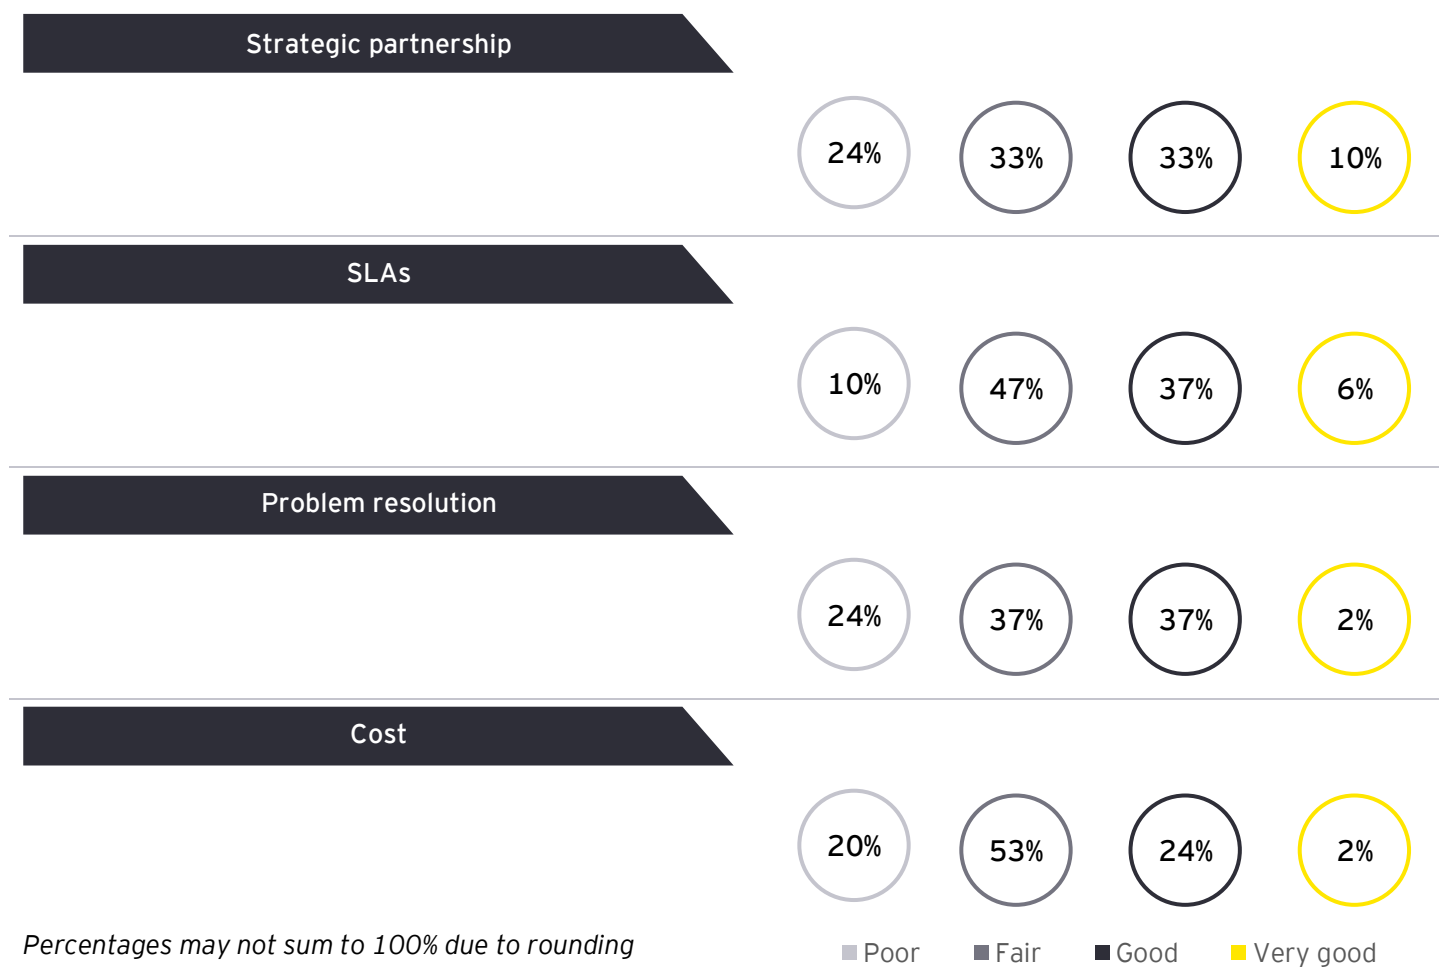 Strategic partnership
24% 33% 33% 10%
SLAs
10% 47% 37% 6%
Problem resolution
24% 37% 37% 2%
Cost
20% 53% 24% 2%
Percentages may not sum to 100% due to rounding
Poor Fair Good Very good